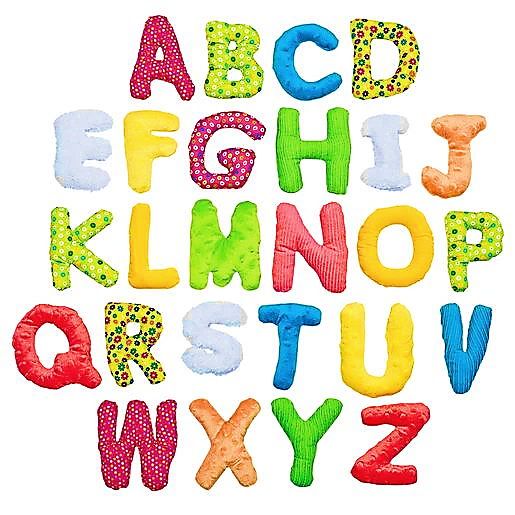 ABCD
EFGHIJ
KLMNOP
QRSTUV
WXYZ